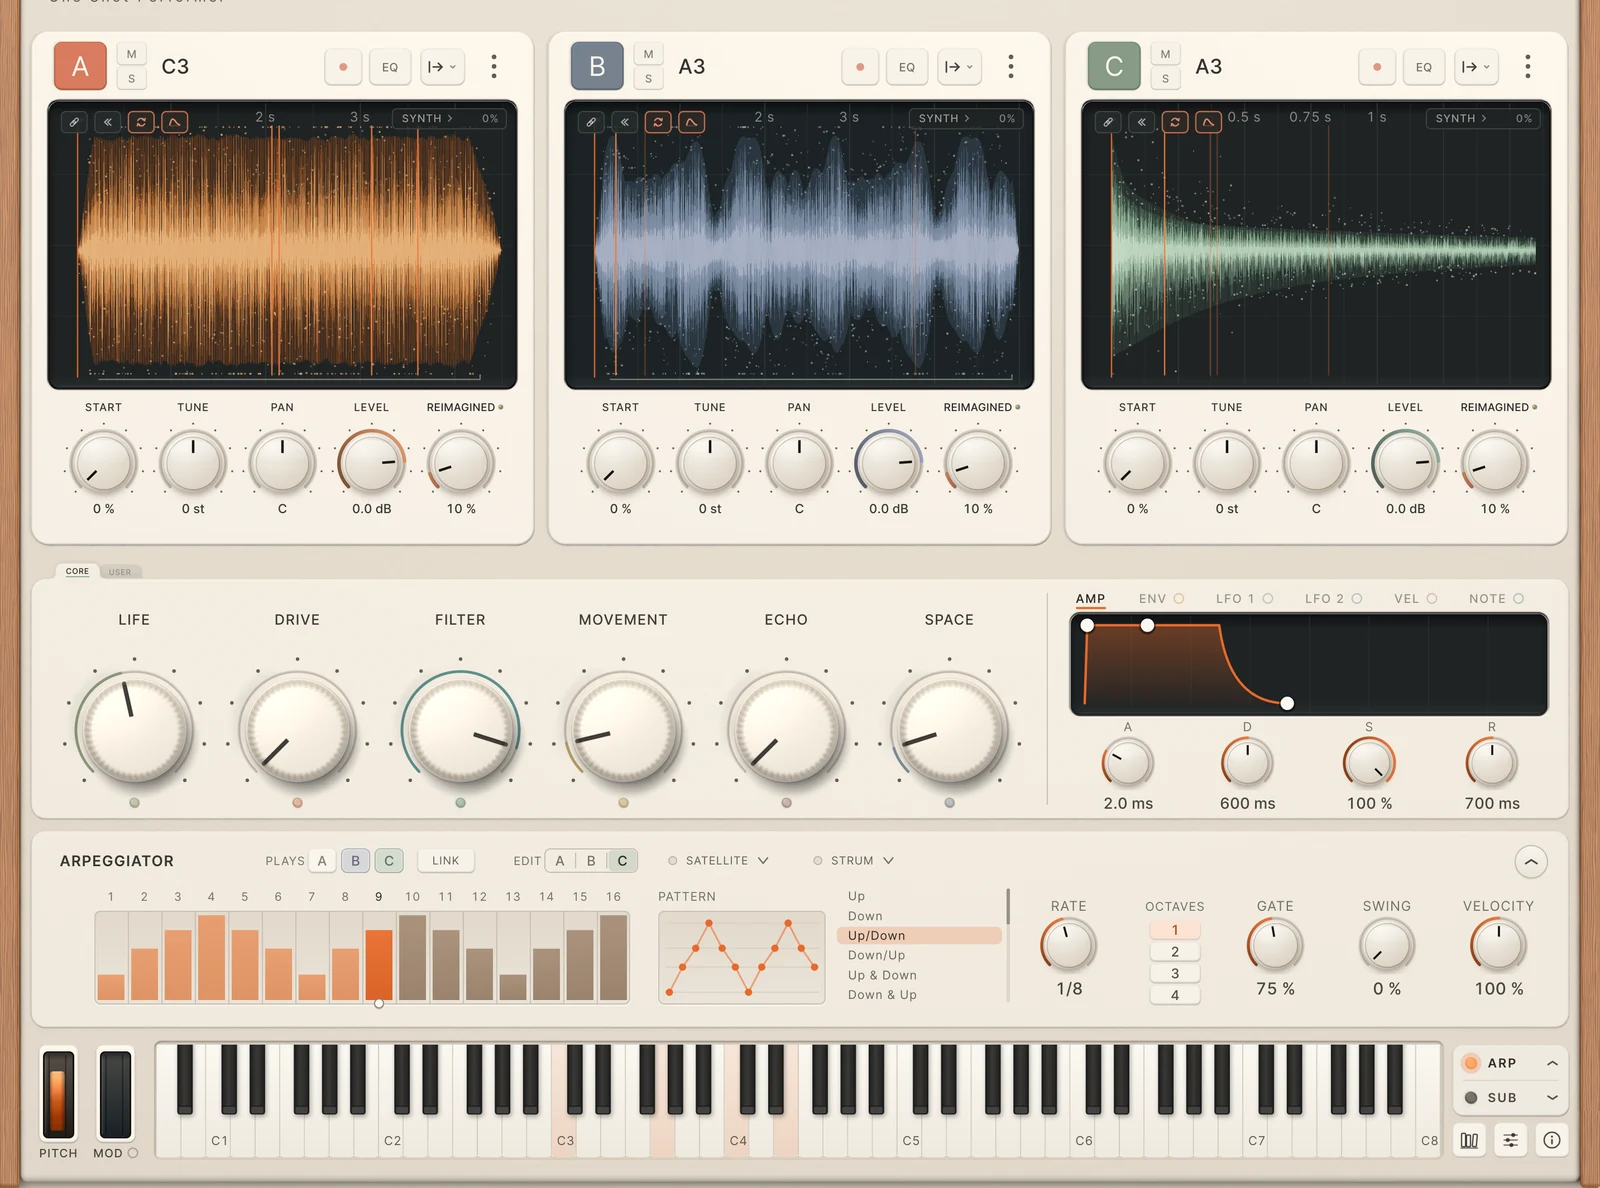 One Shot Performer
A M S C3 EQ
B M S A3 EQ
C M S A3 EQ
2 s 3 s SYNTH 0%
2 s 3 s SYNTH 0%
0.5 s 0.75 s 1 s SYNTH 0%
START TUNE PAN LEVEL REIMAGINED
0 % 0 st C 0.0 dB 10 %
START TUNE PAN LEVEL REIMAGINED
0 % 0 st C 0.0 dB 10 %
START TUNE PAN LEVEL REIMAGINED
0 % 0 st C 0.0 dB 10 %
CORE USER
LIFE DRIVE FILTER MOVEMENT ECHO SPACE
AMP ENV LFO 1 LFO 2 VEL NOTE
A D S R
2.0 ms 600 ms 100 % 700 ms
ARPEGGIATOR PLAYS A B C LINK EDIT A B C SATELLITE STRUM
1 2 3 4 5 6 7 8 9 10 11 12 13 14 15 16
PATTERN
Up
Down
Up/Down
Down/Up
Up & Down
Down & Up
RATE
1/8
OCTAVES
1
2
3
4
GATE
75 %
SWING
0 %
VELOCITY
100 %
PITCH MOD
C1 C2 C3 C4 C5 C6 C7 C8
ARP
SUB